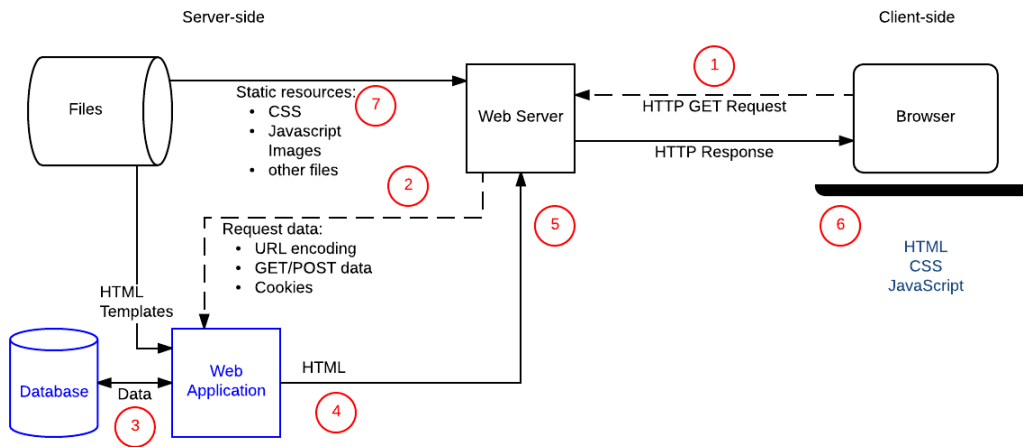 Server-side
Client-side
Files
Static resources:
• CSS
• Javascript
Images
• other files
7
Web Server
1
HTTP GET Request
HTTP Response
Browser
2
Request data:
• URL encoding
• GET/POST data
• Cookies
5
6
HTML
CSS
JavaScript
HTML
Templates
Database
Data
3
Web
Application
HTML
4